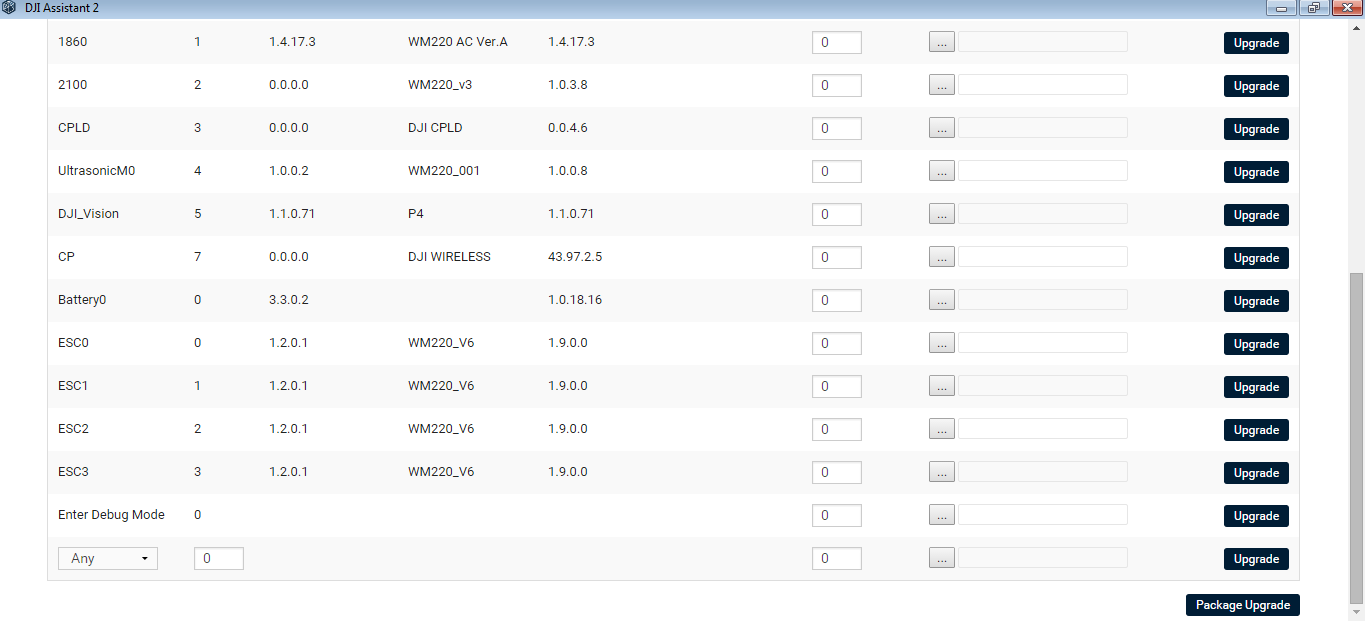 DJI Assistant 2
1860 1 1.4.17.3 WM220 AC Ver.A 1.4.17.3 0 ... Upgrade
2100 2 0.0.0.0 WM220_v3 1.0.3.8 0 ... Upgrade
CPLD 3 0.0.0.0 DJI CPLD 0.0.4.6 0 ... Upgrade
UltrasonicM0 4 1.0.0.2 WM220_001 1.0.0.8 0 ... Upgrade
DJI_Vision 5 1.1.0.71 P4 1.1.0.71 0 ... Upgrade
CP 7 0.0.0.0 DJI WIRELESS 43.97.2.5 0 ... Upgrade
Battery0 0 3.3.0.2 1.0.18.16 0 ... Upgrade
ESC0 0 1.2.0.1 WM220_V6 1.9.0.0 0 ... Upgrade
ESC1 1 1.2.0.1 WM220_V6 1.9.0.0 0 ... Upgrade
ESC2 2 1.2.0.1 WM220_V6 1.9.0.0 0 ... Upgrade
ESC3 3 1.2.0.1 WM220_V6 1.9.0.0 0 ... Upgrade
Enter Debug Mode 0 0 ... Upgrade
Any 0 0 ... Upgrade
Package Upgrade